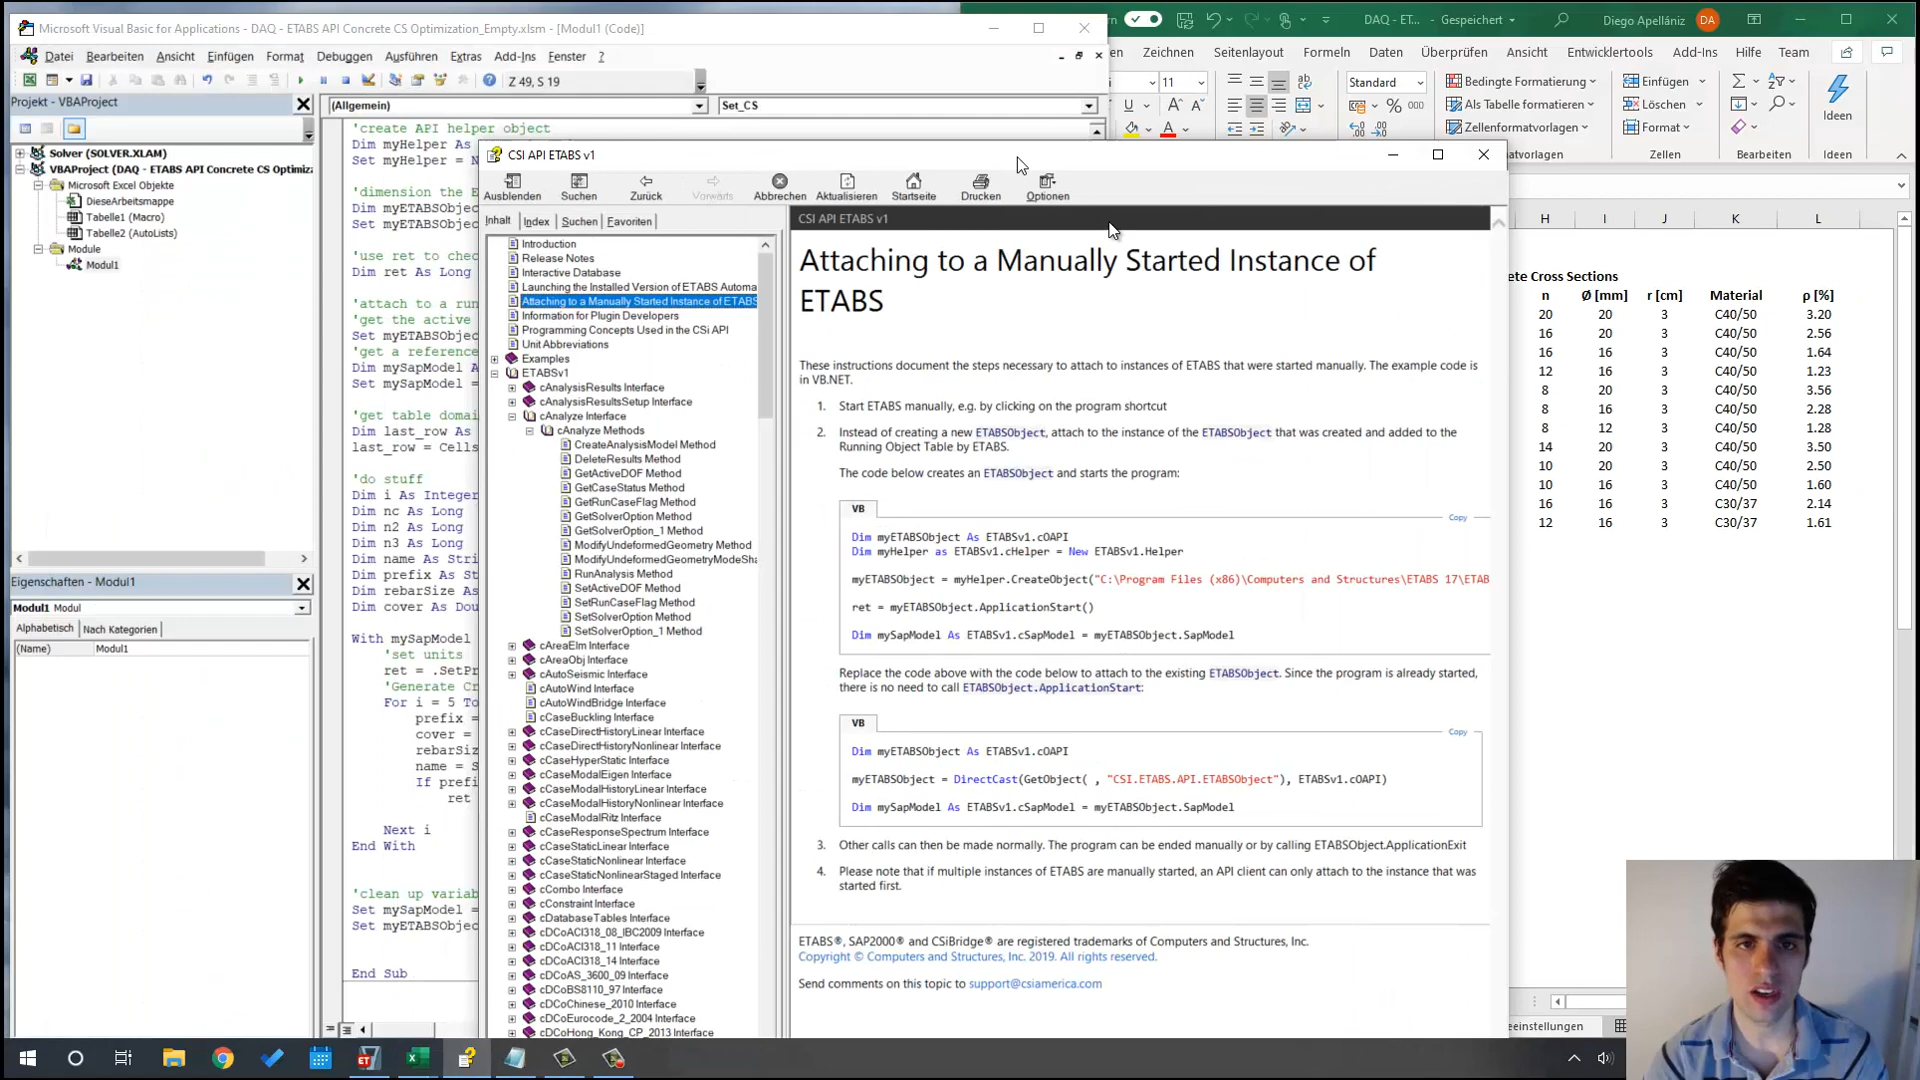 Microsoft Visual Basic for Applications - DAQ - ETABS API Concrete CS Optimization_Empty.xlsm - [Modul1 (Code)]
DAQ - ET... - Gespeichert
Diego Apellániz
DA
Datei Bearbeiten Ansicht Einfügen Format Debuggen Ausführen Extras Add-Ins Fenster ?
Zeichnen Seitenlayout Formeln Daten Überprüfen Ansicht Entwicklertools Add-Ins Hilfe Team
Z 49, S 19
11
Standard
Bedingte Formatierung
Als Tabelle formatieren
Zellenformatvorlagen
Einfügen
Löschen
Format
Ideen
orlagen
Zellen
Bearbeiten
Ideen
Projekt - VBAProject
(Allgemein)
Set_CS
Solver (SOLVER.XLAM)
VBAProject (DAQ - ETABS API Concrete CS Optimiza
Microsoft Excel Objekte
DieseArbeitsmappe
Tabelle1 (Macro)
Tabelle2 (AutoLists)
Module
Modul1
Eigenschaften - Modul1
Modul1 Modul
Alphabetisch Nach Kategorien
(Name) Modul1
'create API helper object
Dim myHelper As
Set myHelper = N
'dimension the E
Dim myETABSObjec
Set myETABSObjec
'use ret to chec
Dim ret As Long
'attach to a run
'get the active
Set myETABSObjec
'get a reference
Dim mySapModel A
Set mySapModel =
'get table domai
Dim last_row As
last_row = Cells
'do stuff
Dim i As Integer
Dim nc As Long
Dim n2 As Long
Dim n3 As Long
Dim name As Stri
Dim prefix As St
Dim rebarSize As
Dim cover As Dou
With mySapModel
'set units
ret = .SetPr
'Generate Cr
For i = 5 To
prefix =
cover =
rebarSiz
name = S
If prefi
ret
Next i
End With
'clean up variab
Set mySapModel =
Set myETABSObjec
End Sub
CSI API ETABS v1
Ausblenden Suchen Zurück Vorwärts Abbrechen Aktualisieren Startseite Drucken Optionen
Inhalt Index Suchen Favoriten
Introduction
Release Notes
Interactive Database
Launching the Installed Version of ETABS Automa
Attaching to a Manually Started Instance of ETABS
Information for Plugin Developers
Programming Concepts Used in the CSi API
Unit Abbreviations
Examples
ETABSv1
cAnalysisResults Interface
cAnalysisResultsSetup Interface
cAnalyze Interface
cAnalyze Methods
CreateAnalysisModel Method
DeleteResults Method
GetActiveDOF Method
GetCaseStatus Method
GetRunCaseFlag Method
GetSolverOption Method
GetSolverOption_1 Method
ModifyUndeformedGeometry Method
ModifyUndeformedGeometryModeSha
RunAnalysis Method
SetActiveDOF Method
SetRunCaseFlag Method
SetSolverOption Method
SetSolverOption_1 Method
cAreaElm Interface
cAreaObj Interface
cAutoSeismic Interface
cAutoWind Interface
cAutoWindBridge Interface
cCaseBuckling Interface
cCaseDirectHistoryLinear Interface
cCaseDirectHistoryNonlinear Interface
cCaseHyperStatic Interface
cCaseModalEigen Interface
cCaseModalHistoryLinear Interface
cCaseModalHistoryNonlinear Interface
cCaseModalRitz Interface
cCaseResponseSpectrum Interface
cCaseStaticLinear Interface
cCaseStaticNonlinear Interface
cCaseStaticNonlinearStaged Interface
cCombo Interface
cConstraint Interface
cDatabaseTables Interface
cDCoACI318_08_IBC2009 Interface
cDCoACI318_11 Interface
cDCoACI318_14 Interface
cDCoAS_3600_09 Interface
cDCoBS8110_97 Interface
cDCoChinese_2010 Interface
cDCoEurocode_2_2004 Interface
cDCoHong_Kong_CP_2013 Interface
CSI API ETABS v1
Attaching to a Manually Started Instance of
ETABS
These instructions document the steps necessary to attach to instances of ETABS that were started manually. The example code is
in VB.NET.
1. Start ETABS manually, e.g. by clicking on the program shortcut
2. Instead of creating a new ETABSObject, attach to the instance of the ETABSObject that was created and added to the
Running Object Table by ETABS.
The code below creates an ETABSObject and starts the program:
VB
Copy
Dim myETABSObject As ETABSv1.cOAPI
Dim myHelper as ETABSv1.cHelper = New ETABSv1.Helper
myETABSObject = myHelper.CreateObject("C:\Program Files (x86)\Computers and Structures\ETABS 17\ETAB
ret = myETABSObject.ApplicationStart()
Dim mySapModel As ETABSv1.cSapModel = myETABSObject.SapModel
Replace the code above with the code below to attach to the existing ETABSObject. Since the program is already started,
there is no need to call ETABSObject.ApplicationStart:
VB
Copy
Dim myETABSObject As ETABSv1.cOAPI
myETABSObject = DirectCast(GetObject( , "CSI.ETABS.API.ETABSObject"), ETABSv1.cOAPI)
Dim mySapModel As ETABSv1.cSapModel = myETABSObject.SapModel
3. Other calls can then be made normally. The program can be ended manually or by calling ETABSObject.ApplicationExit
4. Please note that if multiple instances of ETABS are manually started, an API client can only attach to the instance that was
started first.
ETABS®, SAP2000® and CSiBridge® are registered trademarks of Computers and Structures, Inc.
Copyright © Computers and Structures, Inc. 2019. All rights reserved.
Send comments on this topic to support@csiamerica.com
H I J K L
ete Cross Sections
n Ø [mm] r [cm] Material ρ [%]
20 20 3 C40/50 3.20
16 20 3 C40/50 2.56
16 16 3 C40/50 1.64
12 16 3 C40/50 1.23
8 20 3 C40/50 3.56
8 16 3 C40/50 2.28
8 12 3 C40/50 1.28
14 20 3 C40/50 3.50
10 20 3 C40/50 2.50
10 16 3 C40/50 1.60
16 16 3 C30/37 2.14
12 16 3 C30/37 1.61
eeinstellungen